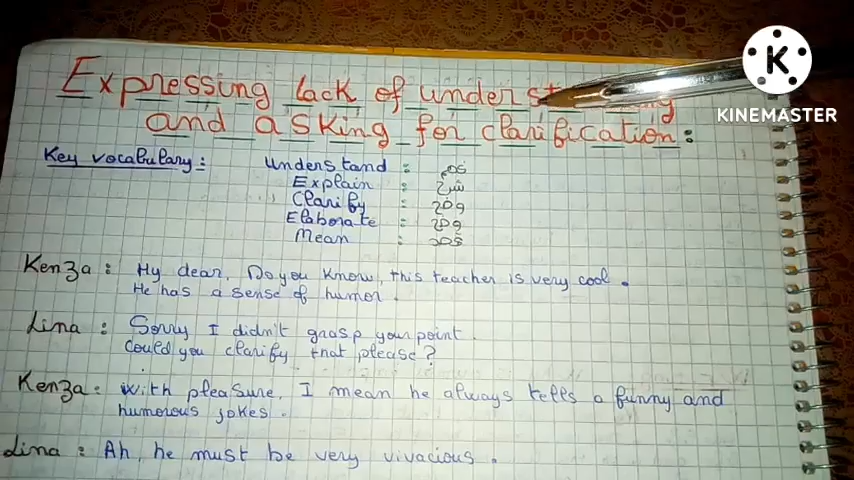 Expressing lack of underst
and asking for clarification:
Key vocabulary:
Understand : فهم
Explain : شرح
Clarify : وضح
Elaborate : وضح
Mean :
Kenza: Hy dear, Do you know, this teacher is very cool.
He has a sense of humor.
Lina : Sorry I didn't grasp your point.
Could you clarify that please?
Kenza: with pleasure, I mean he always tells a funny and
humorous jokes.
Lina : Ah, he must be very vivacious.
K
KINEMASTER